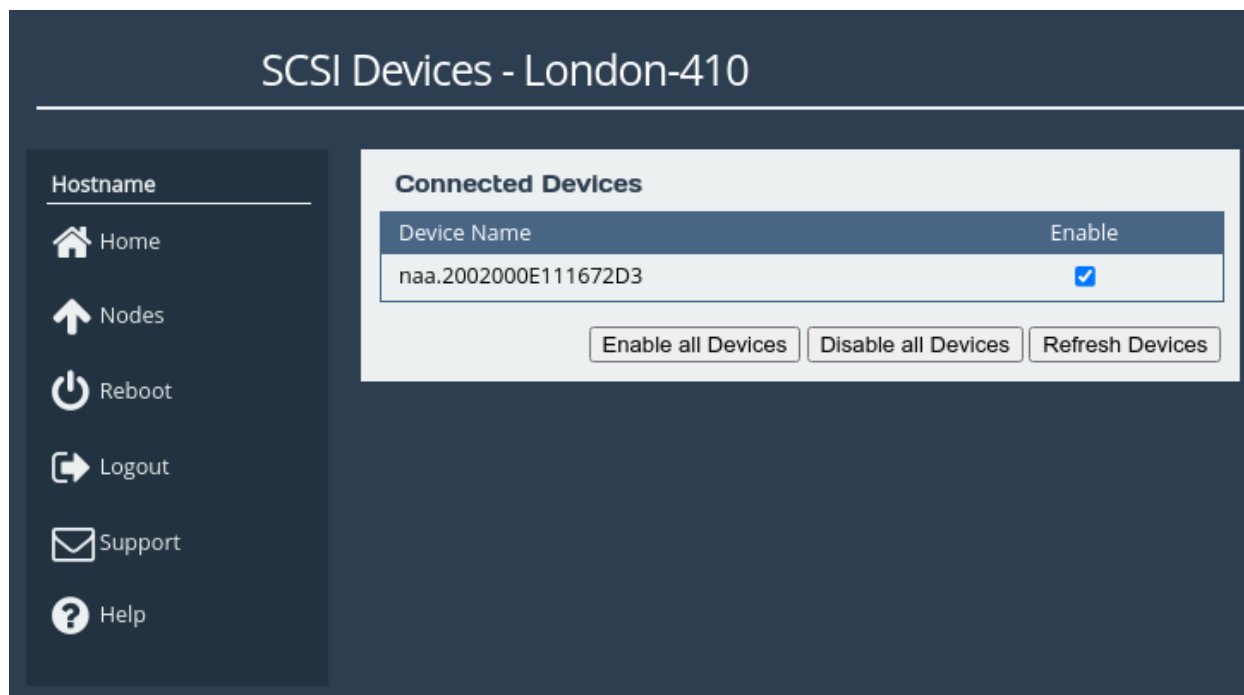 SCSI Devices - London-410
Hostname
Home
Nodes
Reboot
Logout
Support
Help
Connected Devices
Device Name Enable
naa.2002000E111672D3
Enable all Devices Disable all Devices Refresh Devices